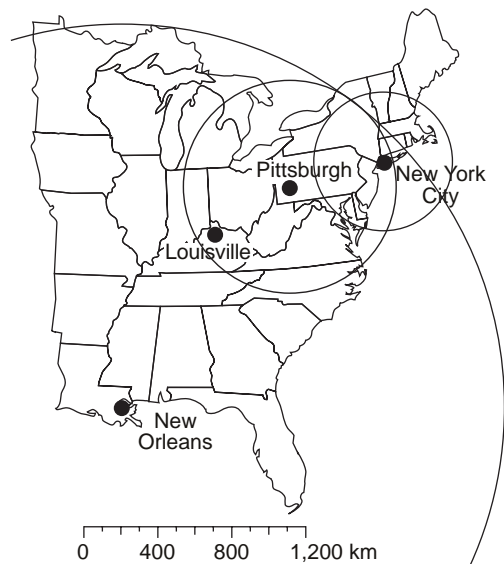 Pittsburgh
New York
City
Louisville
New
Orleans
0 400 800 1,200 km